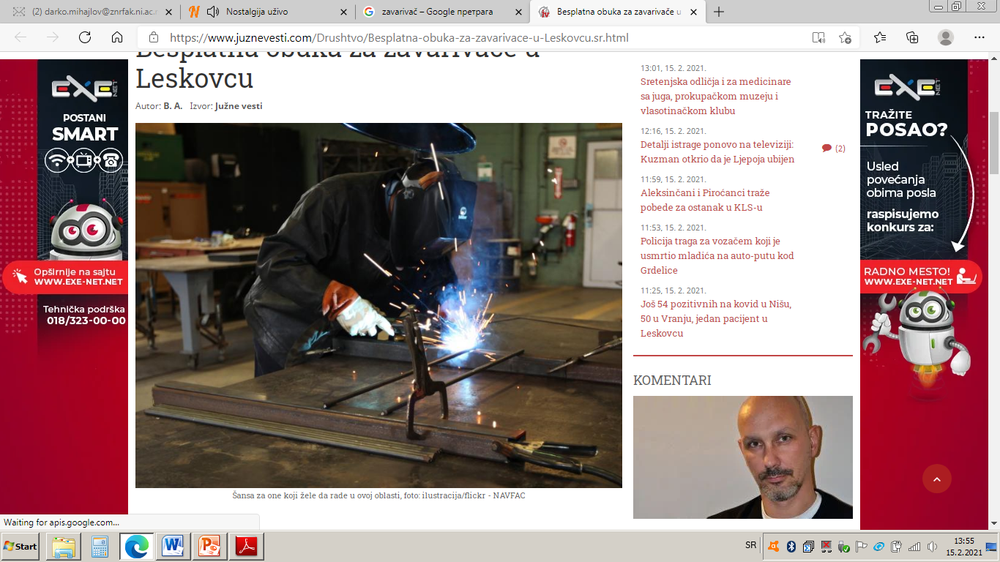 (2) darko.mihajlov@znrfak.ni.ac.r
Nostalgija uživo
zavarivač – Google претрага
Besplatna obuka za zavarivače u
https://www.juznevesti.com/Drushtvo/Besplatna-obuka-za-zavarivace-u-Leskovcu.sr.html
EXE NET
POSTANI
SMART
Opširnije na sajtu
WWW.EXE-NET.NET
Tehnička podrška
018/323-00-00
Besplatna obuka za zavarivače u
Leskovcu
Autor: B. A. Izvor: Južne vesti
Šansa za one koji žele da rade u ovoj oblasti, foto: ilustracija/flickr - NAVFAC
13:01, 15. 2. 2021.
Sretenjska odličja i za medicinare
sa juga, prokupačkom muzeju i
vlasotinačkom klubu
12:16, 15. 2. 2021.
Detalji istrage ponovo na televiziji:
Kuzman otkrio da je Ljepoja ubijen
(2)
11:59, 15. 2. 2021.
Aleksinčani i Piroćanci traže
pobede za ostanak u KLS-u
11:53, 15. 2. 2021.
Policija traga za vozačem koji je
usmrtio mladića na auto-putu kod
Grdelice
11:25, 15. 2. 2021.
Još 54 pozitivnih na kovid u Nišu,
50 u Vranju, jedan pacijent u
Leskovcu
KOMENTARI
EXE NET
TRAŽITE
POSAO?
Usled
povećanja
obima posla
raspisujemo
konkurs za:
RADNO MESTO!
WWW.EXE-NET.NET
Waiting for apis.google.com...
Start
SR
13:55
15.2.2021